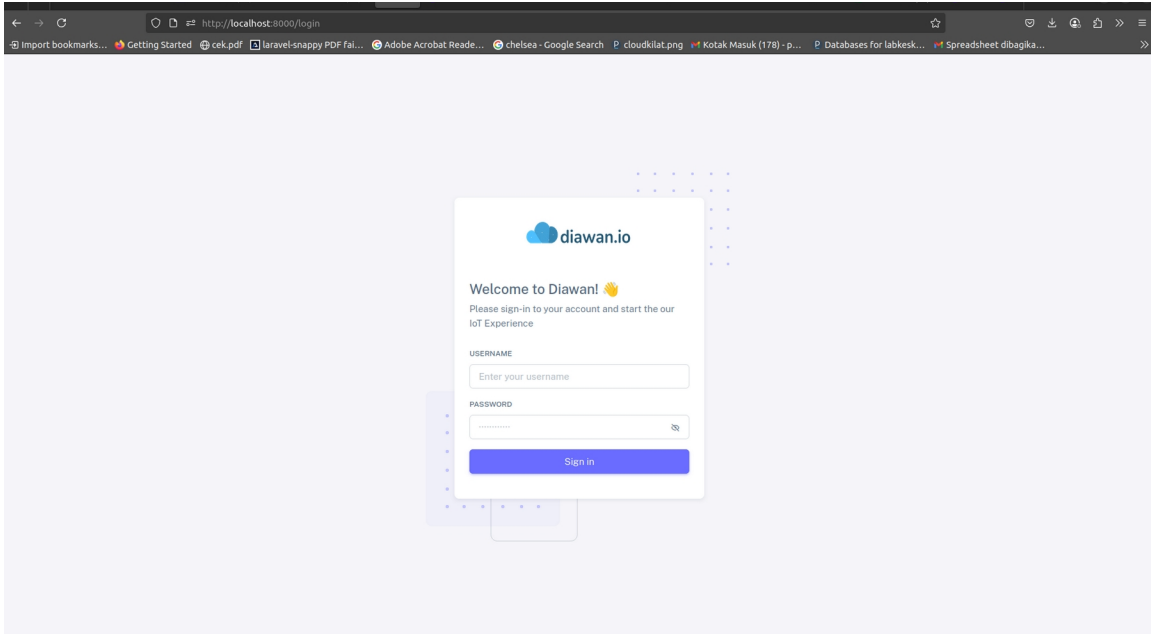 http://localhost:8000/login
Import bookmarks... Getting Started cek.pdf laravel-snappy PDF fai... Adobe Acrobat Reade... chelsea - Google Search cloudkilat.png Kotak Masuk (178) - p... Databases for labkesk... Spreadsheet dibagika...
diawan.io
Welcome to Diawan! 👋
Please sign-in to your account and start the our
IoT Experience
USERNAME
Enter your username
PASSWORD
············
Sign in